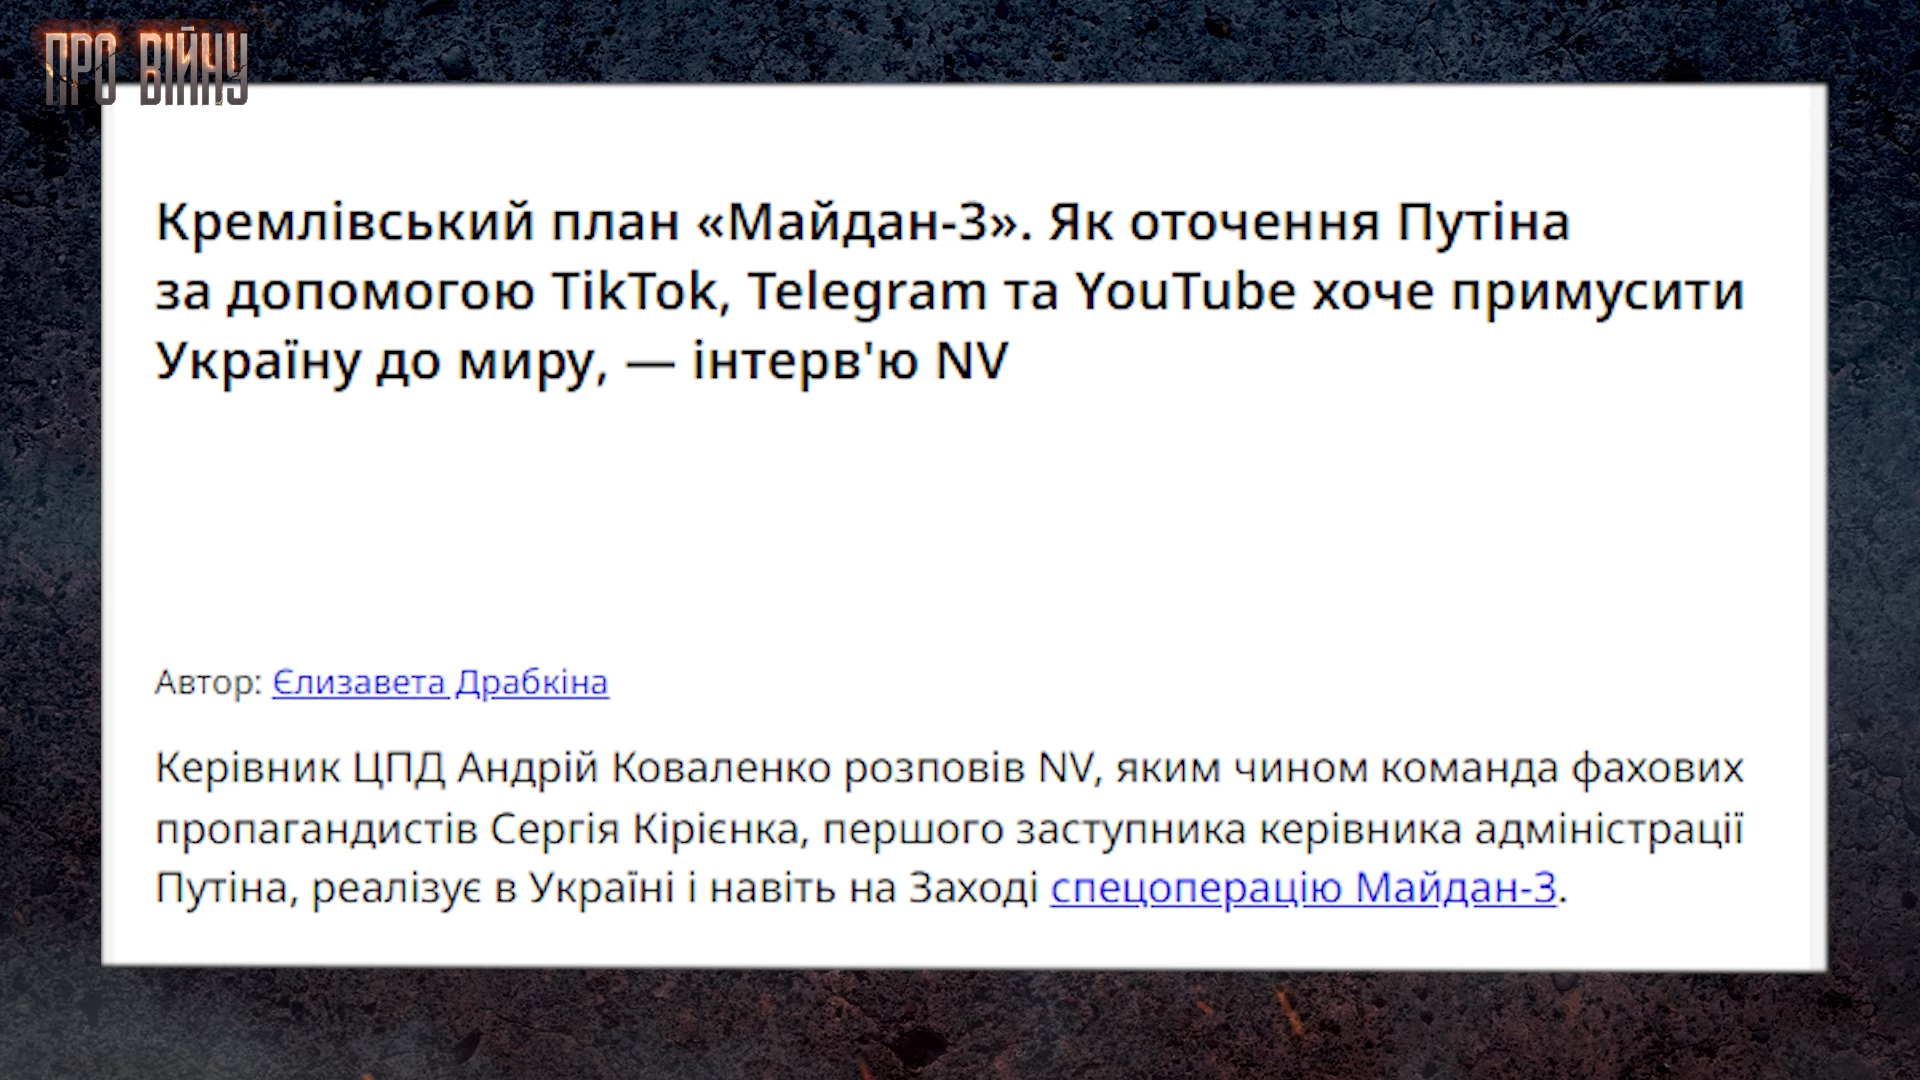 ПРО ВІЙНУ
Кремлівський план «Майдан-3». Як оточення Путіна
за допомогою TikTok, Telegram та YouTube хоче примусити
Україну до миру, — інтерв'ю NV
Автор: Єлизавета Драбкіна
Керівник ЦПД Андрій Коваленко розповів NV, яким чином команда фахових
пропагандистів Сергія Кірієнка, першого заступника керівника адміністрації
Путіна, реалізує в Україні і навіть на Заході спецоперацію Майдан-3.